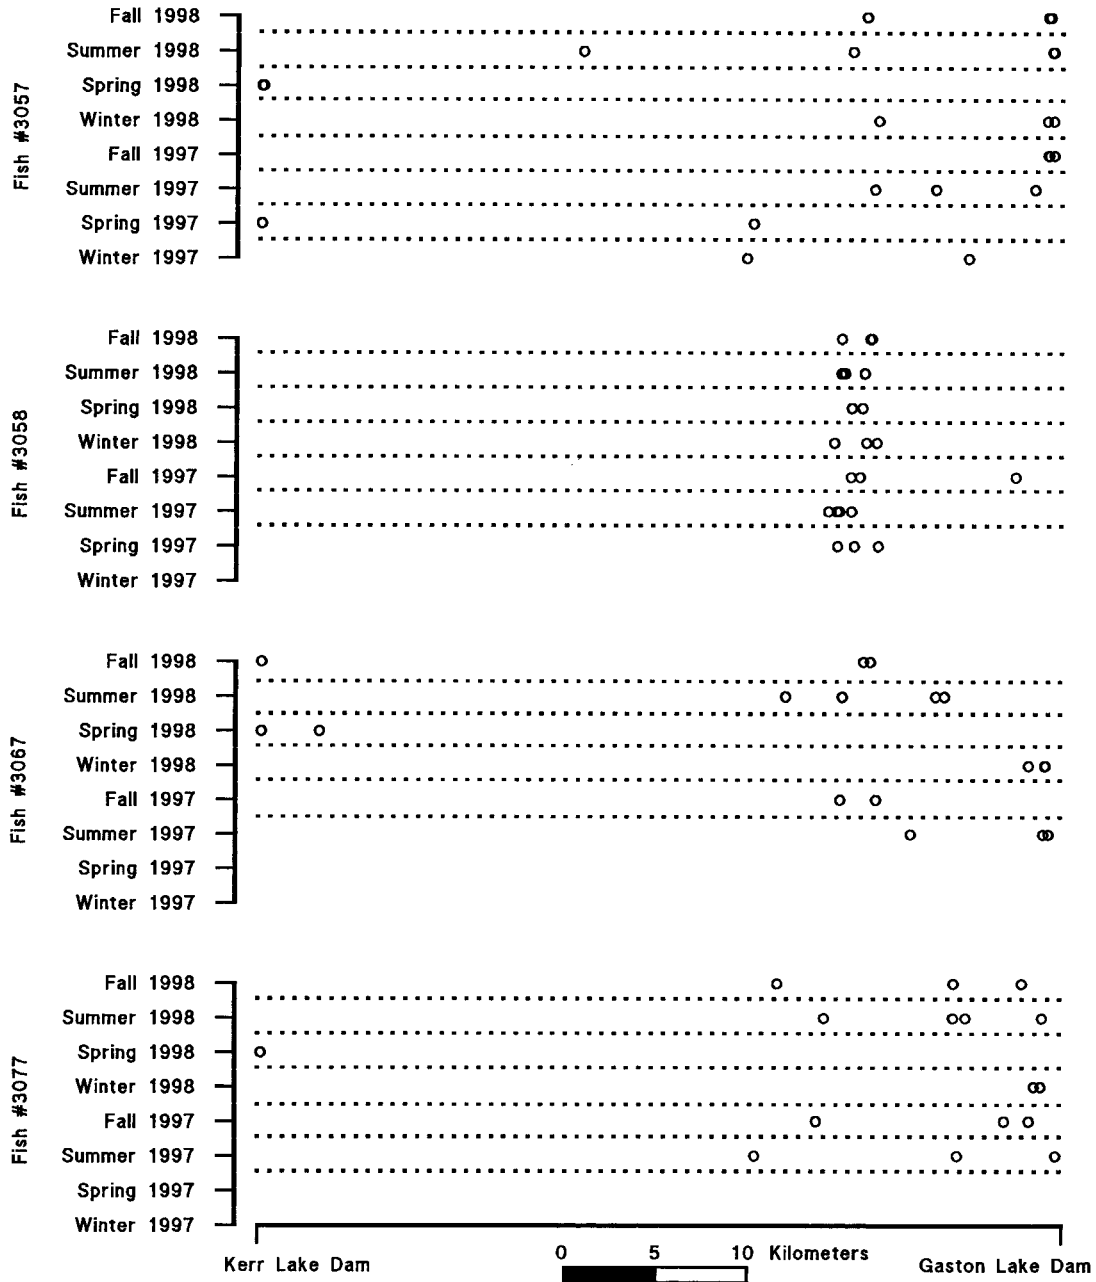 Fish #3057
Fall 1998
Summer 1998
Spring 1998
Winter 1998
Fall 1997
Summer 1997
Spring 1997
Winter 1997
Fish #3058
Fall 1998
Summer 1998
Spring 1998
Winter 1998
Fall 1997
Summer 1997
Spring 1997
Winter 1997
Fish #3067
Fall 1998
Summer 1998
Spring 1998
Winter 1998
Fall 1997
Summer 1997
Spring 1997
Winter 1997
Fish #3077
Fall 1998
Summer 1998
Spring 1998
Winter 1998
Fall 1997
Summer 1997
Spring 1997
Winter 1997
0 5 10 Kilometers
Kerr Lake Dam
Gaston Lake Dam